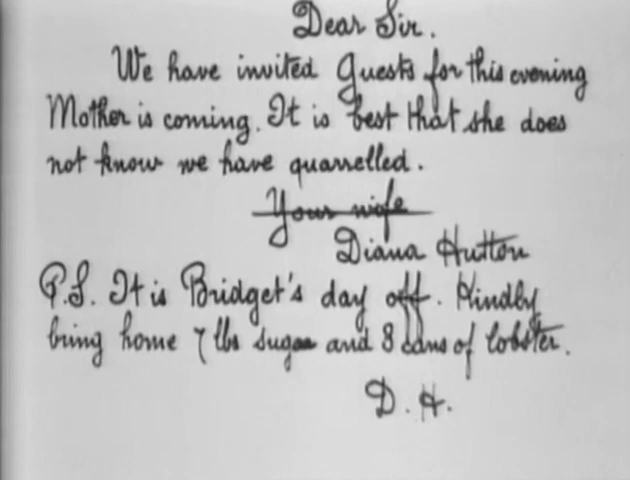 Dear Sir.
We have invited Guests for this evening
Mother is coming. It is best that she does
not know we have quarrelled.
Your wife
Diana Hutton
P.S. It is Bridget's day off. Kindly
bring home 7 lbs sugar and 3 cans of lobster.
D. H.